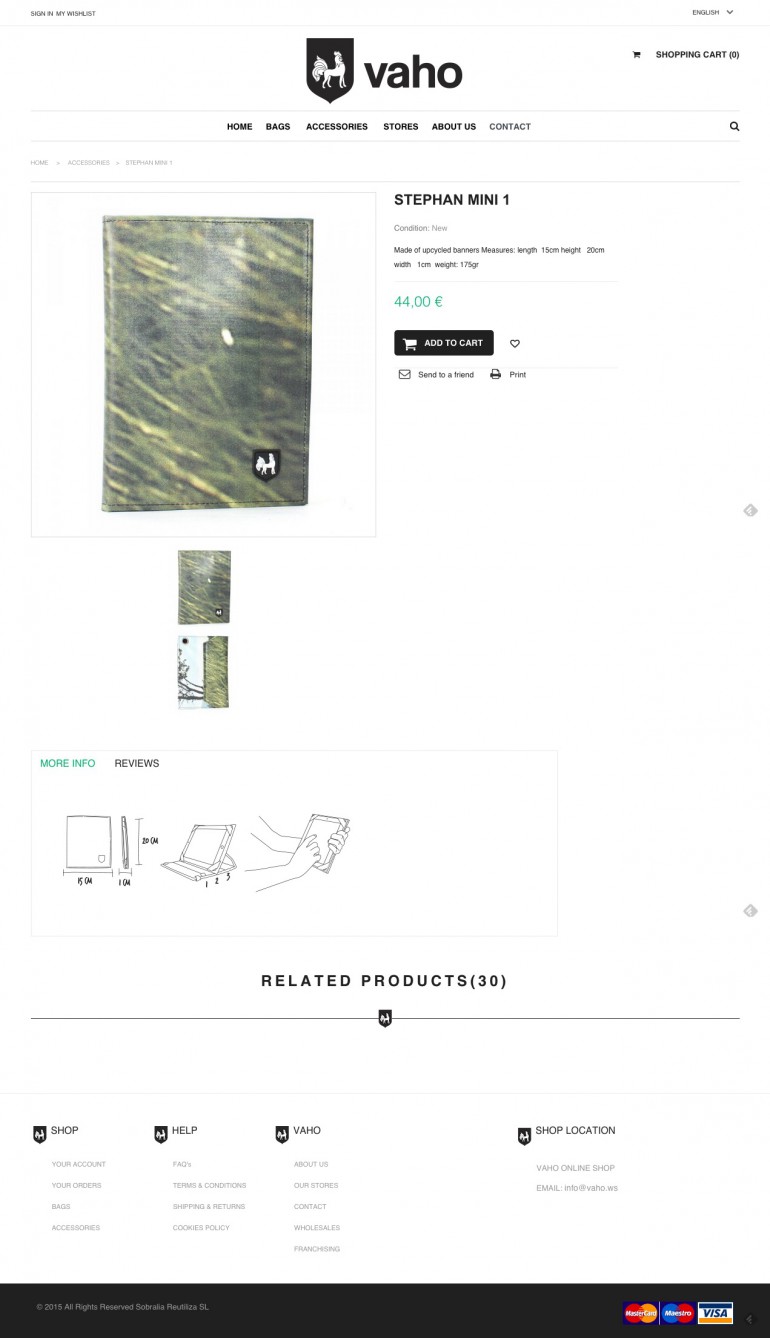 SIGN IN MY WISHLIST
ENGLISH
vaho
SHOPPING CART (0)
HOME BAGS ACCESSORIES STORES ABOUT US CONTACT
HOME » ACCESSORIES » STEPHAN MINI 1
STEPHAN MINI 1
Condition: New
Made of upcycled banners Measures: length 15cm height 20cm
width 1cm weight: 175gr
44,00 €
ADD TO CART
Send to a friend Print
MORE INFO REVIEWS
20 CM
15 CM 1 CM
1 2 3
RELATED PRODUCTS(30)
SHOP
YOUR ACCOUNT
YOUR ORDERS
BAGS
ACCESSORIES
HELP
FAQ's
TERMS & CONDITIONS
SHIPPING & RETURNS
COOKIES POLICY
VAHO
ABOUT US
OUR STORES
CONTACT
WHOLESALES
FRANCHISING
SHOP LOCATION
VAHO ONLINE SHOP
EMAIL: info@vaho.ws
© 2015 All Rights Reserved Sobralia Reutiliza SL
MasterCard Maestro VISA